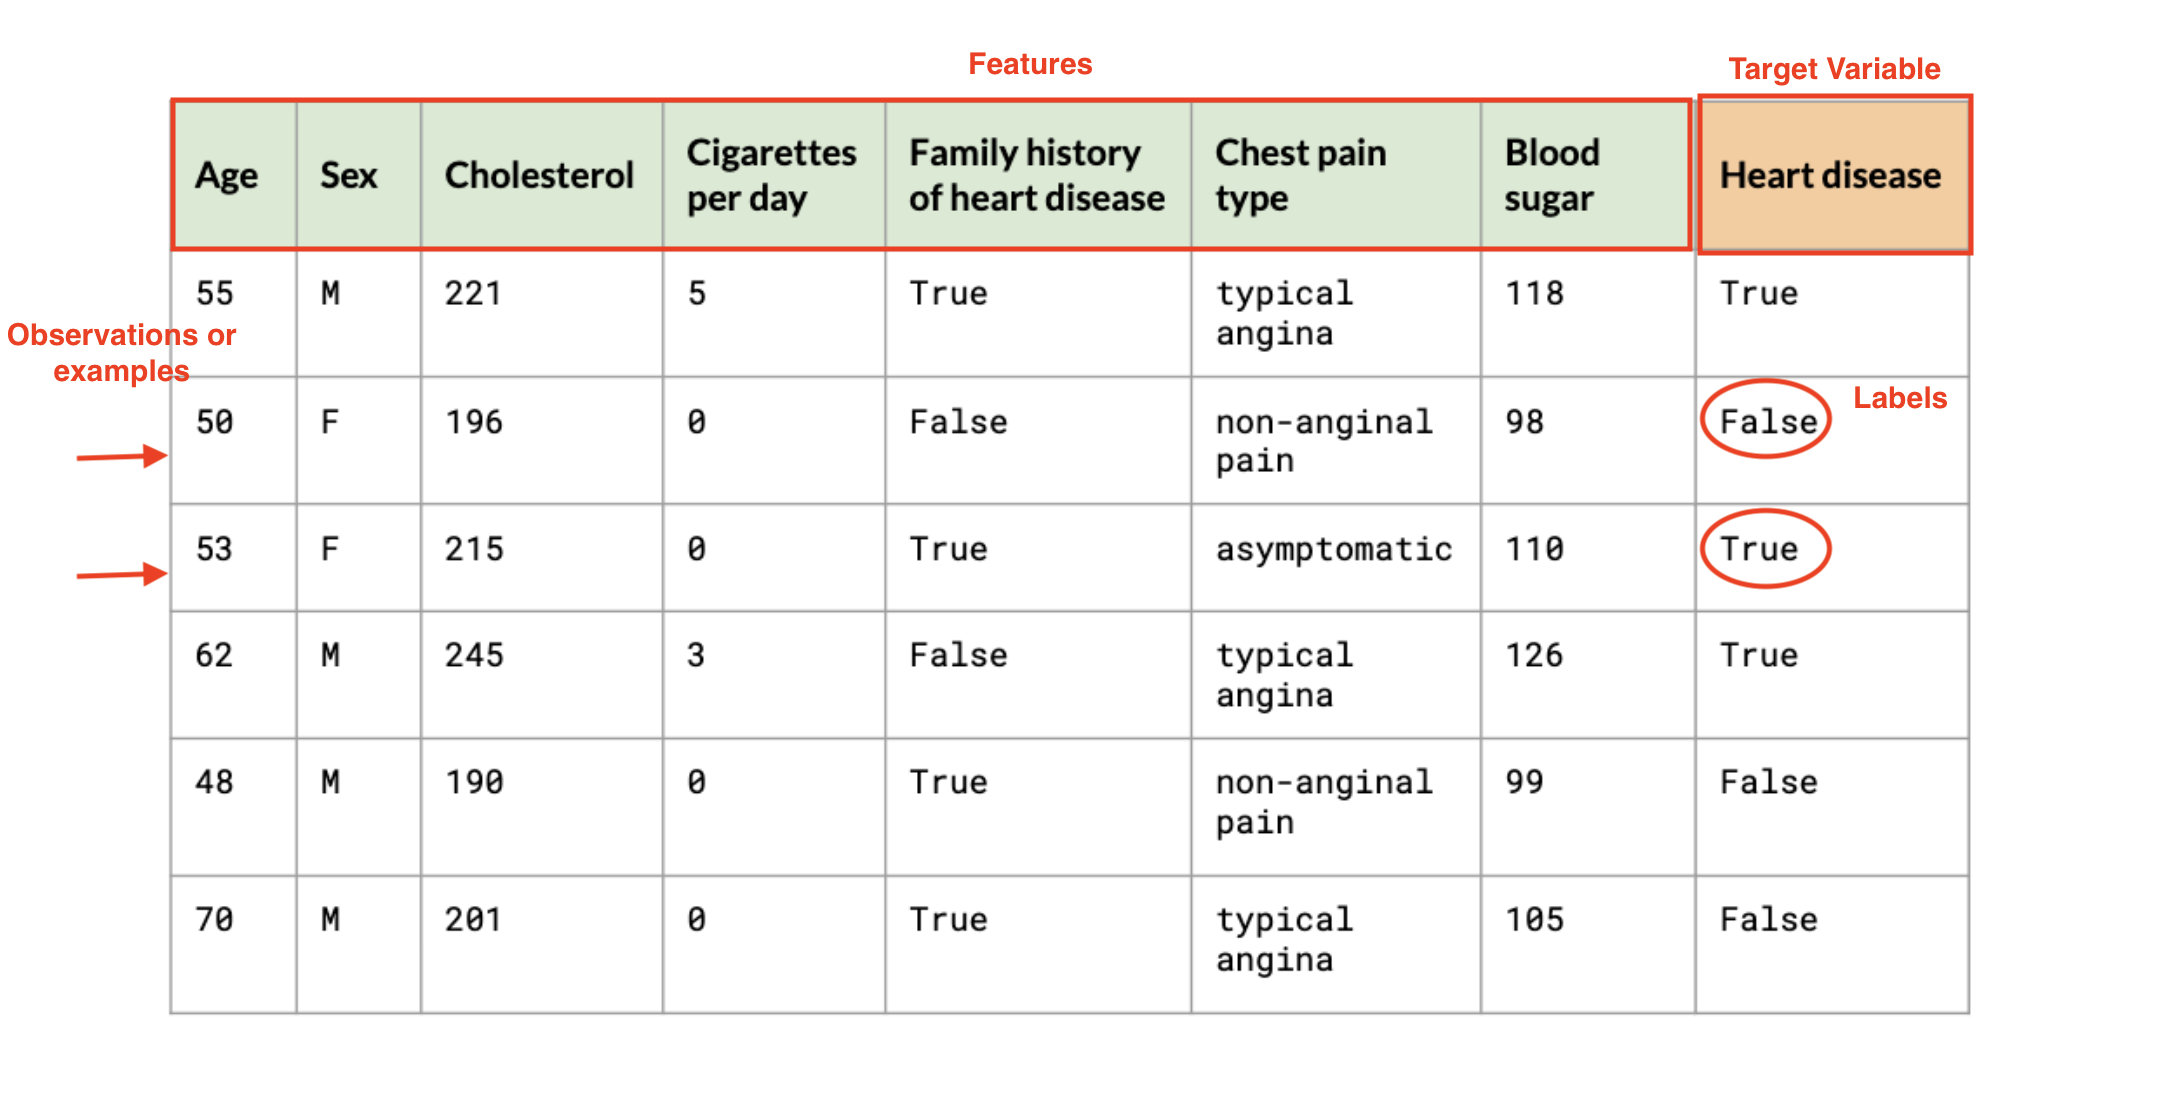 Features
Target Variable
Age Sex Cholesterol Cigarettes per day Family history of heart disease Chest pain type Blood sugar Heart disease
55 M 221 5 True typical angina 118 True
Observations or
examples
50 F 196 0 False non-anginal pain 98 False
Labels
53 F 215 0 True asymptomatic 110 True
62 M 245 3 False typical angina 126 True
48 M 190 0 True non-anginal pain 99 False
70 M 201 0 True typical angina 105 False